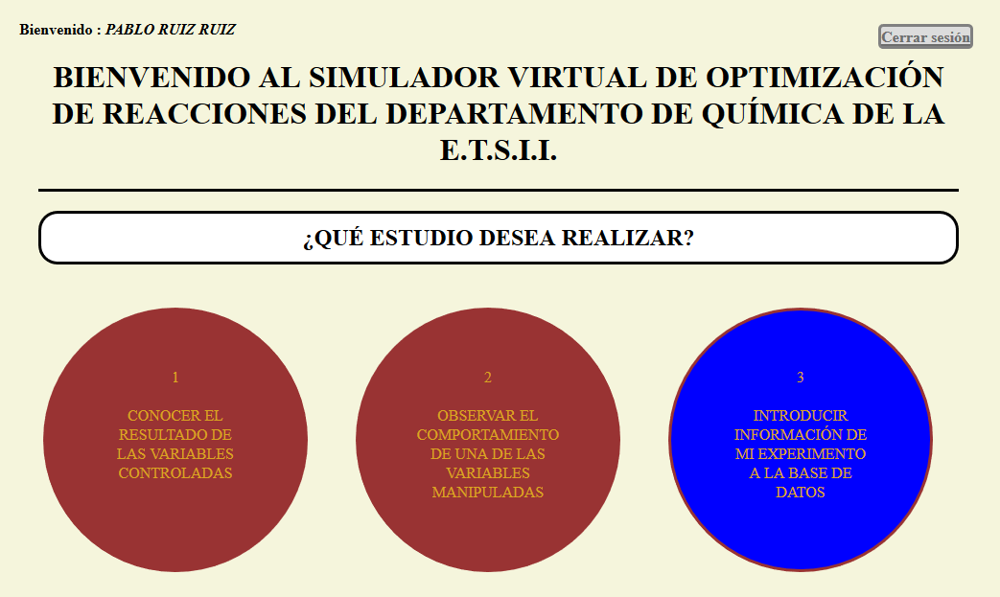 Bienvenido : PABLO RUIZ RUIZ
Cerrar sesión
BIENVENIDO AL SIMULADOR VIRTUAL DE OPTIMIZACIÓN
DE REACCIONES DEL DEPARTAMENTO DE QUÍMICA DE LA
E.T.S.I.I.
¿QUÉ ESTUDIO DESEA REALIZAR?
1
CONOCER EL
RESULTADO DE
LAS VARIABLES
CONTROLADAS
2
OBSERVAR EL
COMPORTAMIENTO
DE UNA DE LAS
VARIABLES
MANIPULADAS
3
INTRODUCIR
INFORMACIÓN DE
MI EXPERIMENTO
A LA BASE DE
DATOS